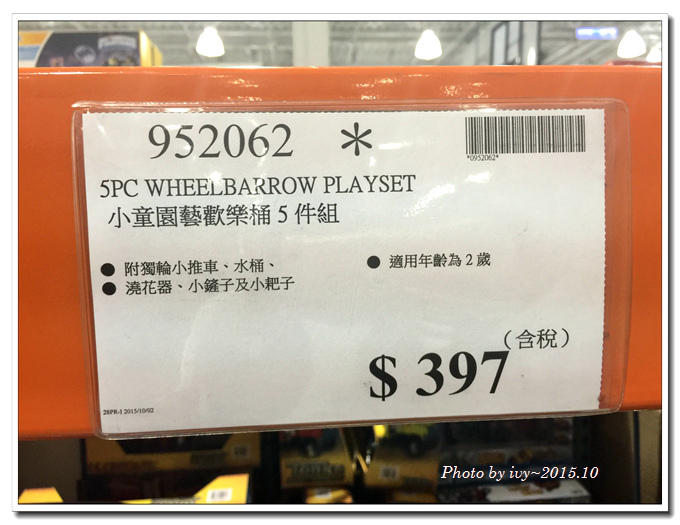 952062 *
*0952062*
5PC WHEELBARROW PLAYSET
小童園藝歡樂桶 5 件組
● 附獨輪小推車、水桶、
● 澆花器、小鏟子及小耙子
● 適用年齡為 2 歲
（含稅）
$ 397
28PR-1 2015/10/02
Photo by ivy~2015.10